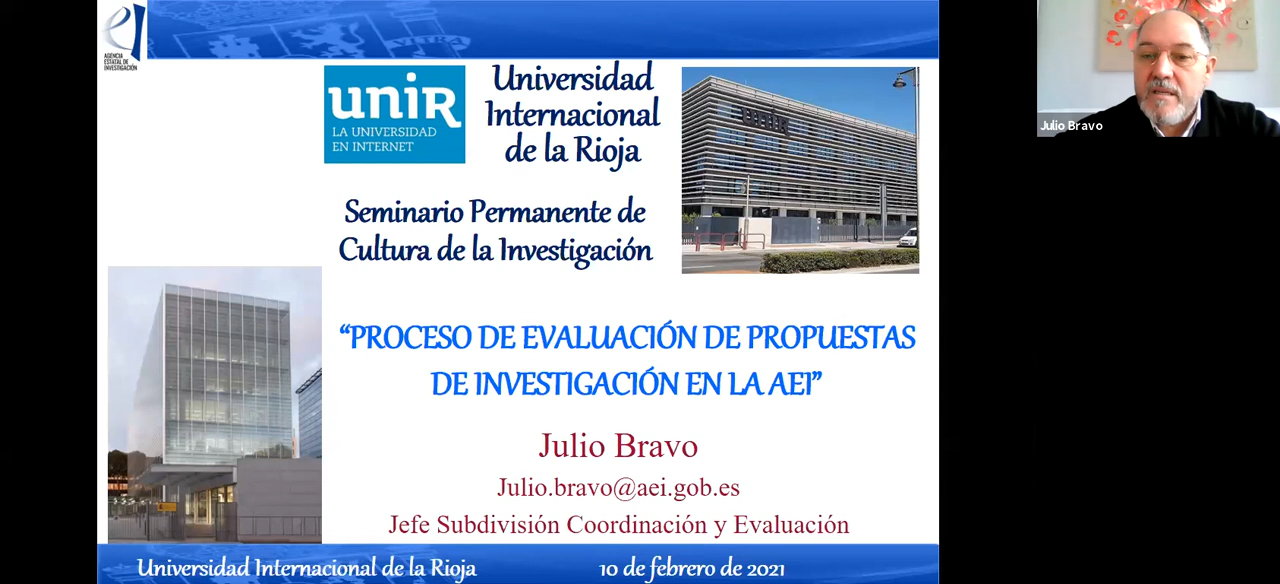 AGENCIA
ESTATAL DE
INVESTIGACIÓN
uniR
LA UNIVERSIDAD
EN INTERNET
Universidad
Internacional
de la Rioja
unir
Seminario Permanente de
Cultura de la Investigación
“PROCESO DE EVALUACIÓN DE PROPUESTAS
DE INVESTIGACIÓN EN LA AEI”
Julio Bravo
Julio.bravo@aei.gob.es
Jefe Subdivisión Coordinación y Evaluación
Universidad Internacional de la Rioja
10 de febrero de 2021
Julio Bravo